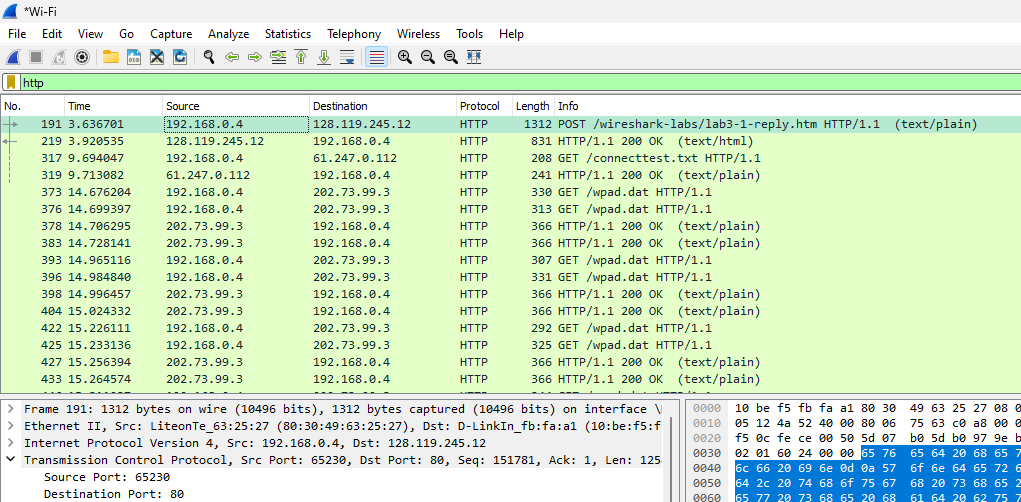 *Wi-Fi
File Edit View Go Capture Analyze Statistics Telephony Wireless Tools Help
http
No. Time Source Destination Protocol Length Info
191 3.636701 192.168.0.4 128.119.245.12 HTTP 1312 POST /wireshark-labs/lab3-1-reply.htm HTTP/1.1 (text/plain)
219 3.920535 128.119.245.12 192.168.0.4 HTTP 831 HTTP/1.1 200 OK (text/html)
317 9.694047 192.168.0.4 61.247.0.112 HTTP 208 GET /connecttest.txt HTTP/1.1
319 9.713082 61.247.0.112 192.168.0.4 HTTP 241 HTTP/1.1 200 OK (text/plain)
373 14.676204 192.168.0.4 202.73.99.3 HTTP 330 GET /wpad.dat HTTP/1.1
376 14.699397 192.168.0.4 202.73.99.3 HTTP 313 GET /wpad.dat HTTP/1.1
378 14.706295 202.73.99.3 192.168.0.4 HTTP 366 HTTP/1.1 200 OK (text/plain)
383 14.728141 202.73.99.3 192.168.0.4 HTTP 366 HTTP/1.1 200 OK (text/plain)
393 14.965116 192.168.0.4 202.73.99.3 HTTP 307 GET /wpad.dat HTTP/1.1
396 14.984840 192.168.0.4 202.73.99.3 HTTP 331 GET /wpad.dat HTTP/1.1
398 14.996457 202.73.99.3 192.168.0.4 HTTP 366 HTTP/1.1 200 OK (text/plain)
404 15.024332 202.73.99.3 192.168.0.4 HTTP 366 HTTP/1.1 200 OK (text/plain)
422 15.226111 192.168.0.4 202.73.99.3 HTTP 292 GET /wpad.dat HTTP/1.1
425 15.233136 192.168.0.4 202.73.99.3 HTTP 325 GET /wpad.dat HTTP/1.1
427 15.256394 202.73.99.3 192.168.0.4 HTTP 366 HTTP/1.1 200 OK (text/plain)
433 15.264574 202.73.99.3 192.168.0.4 HTTP 366 HTTP/1.1 200 OK (text/plain)
Frame 191: 1312 bytes on wire (10496 bits), 1312 bytes captured (10496 bits) on interface \
Ethernet II, Src: LiteonTe_63:25:27 (80:30:49:63:25:27), Dst: D-LinkIn_fb:fa:a1 (10:be:f5:f
Internet Protocol Version 4, Src: 192.168.0.4, Dst: 128.119.245.12
Transmission Control Protocol, Src Port: 65230, Dst Port: 80, Seq: 151781, Ack: 1, Len: 125
Source Port: 65230
Destination Port: 80
0000 10 be f5 fb fa a1 80 30 49 63 25 27 08 0
0010 05 12 4a 52 40 00 80 06 75 63 c0 a8 00 0
0020 f5 0c fe ce 00 50 5d 07 b0 5d b0 97 9e b
0030 02 01 60 24 00 00 65 76 65 64 20 68 65 7
0040 6c 66 20 69 6e 0d 0a 57 6f 6e 64 65 72 6
0050 64 2c 20 74 68 6f 75 67 68 20 73 68 65 2
0060 65 77 20 73 68 65 20 68 61 64 20 62 75 2